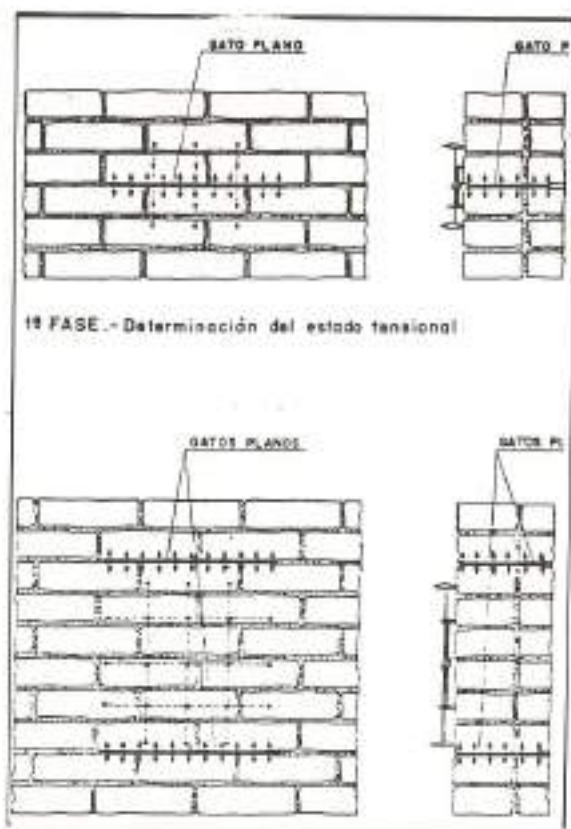 GATO PLANO
GATO P
1ª FASE.- Determinación del estado tensional
GATOS PLANOS
GATOS PL